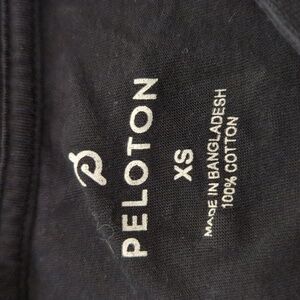 PELOTON
XS
MADE IN BANGLADESH
100% COTTON